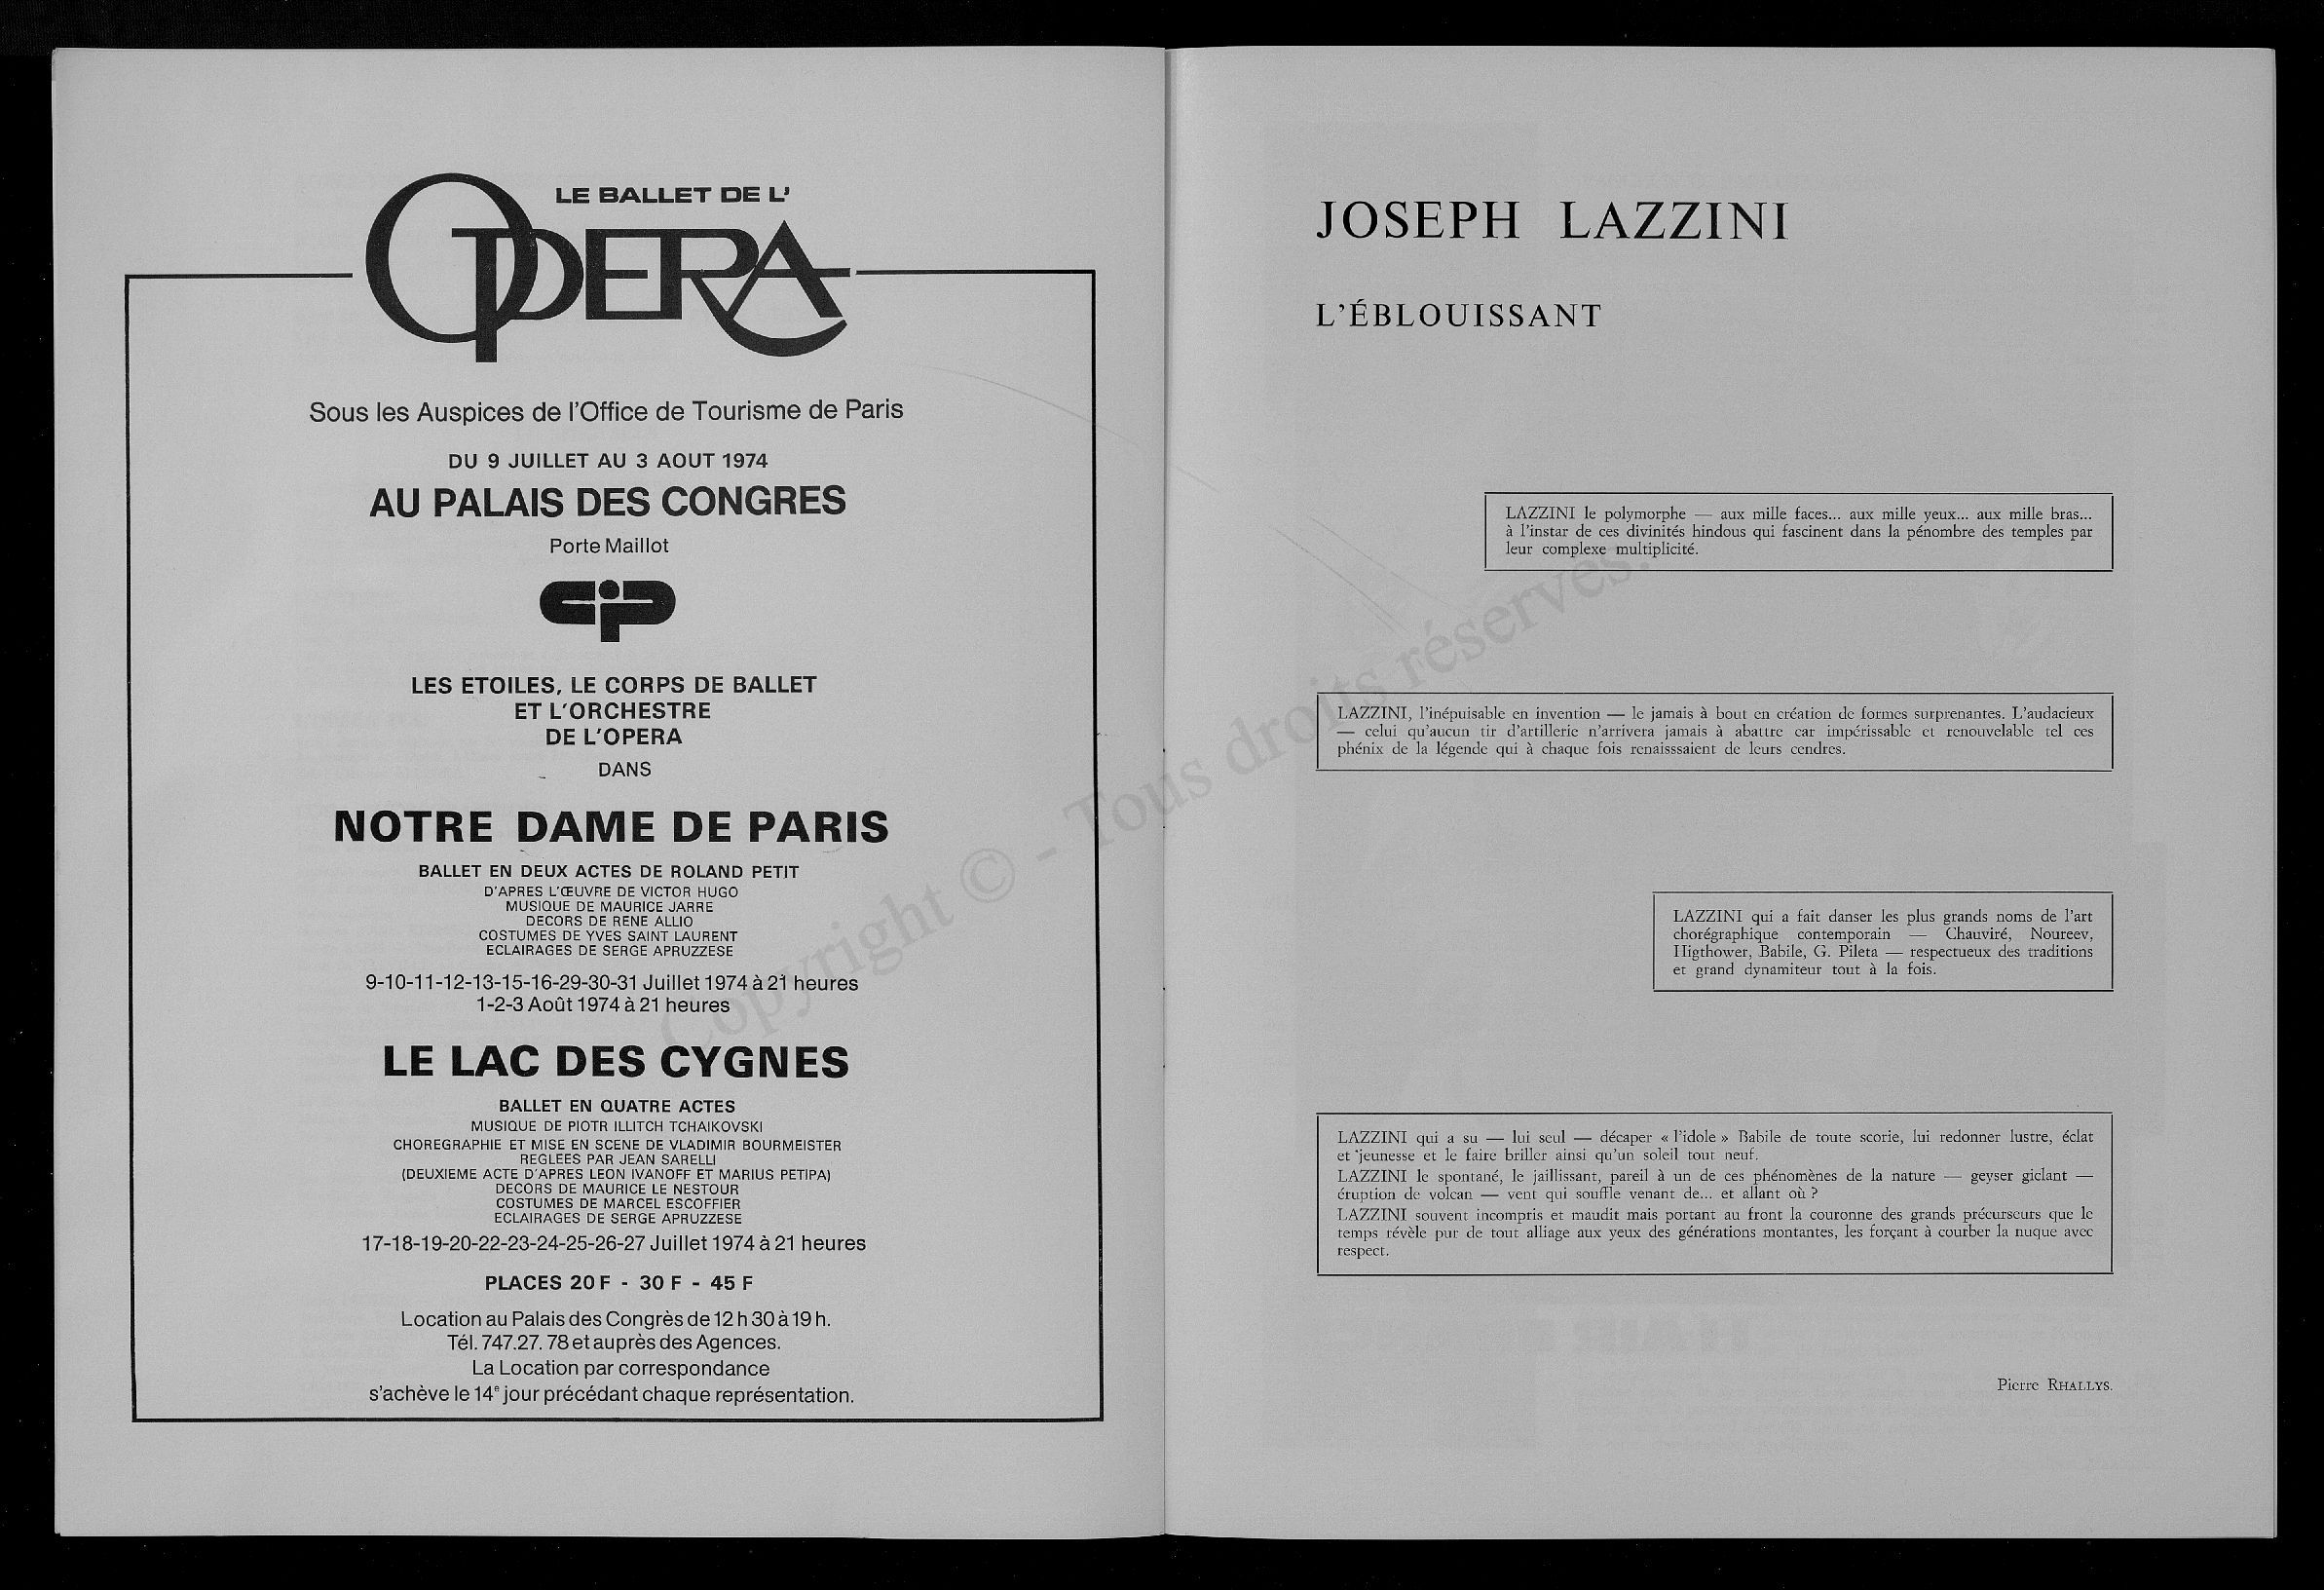 LE BALLET DE L'
OPERA
Sous les Auspices de l'Office de Tourisme de Paris
DU 9 JUILLET AU 3 AOUT 1974
AU PALAIS DES CONGRES
Porte Maillot
cip
LES ETOILES, LE CORPS DE BALLET
ET L'ORCHESTRE
DE L'OPERA
DANS
NOTRE DAME DE PARIS
BALLET EN DEUX ACTES DE ROLAND PETIT
D'APRES L'ŒUVRE DE VICTOR HUGO
MUSIQUE DE MAURICE JARRE
DECORS DE RENE ALLIO
COSTUMES DE YVES SAINT LAURENT
ECLAIRAGES DE SERGE APRUZZESE
9-10-11-12-13-15-16-29-30-31 Juillet 1974 à 21 heures
1-2-3 Août 1974 à 21 heures
LE LAC DES CYGNES
BALLET EN QUATRE ACTES
MUSIQUE DE PIOTR ILLITCH TCHAIKOVSKI
CHOREGRAPHIE ET MISE EN SCENE DE VLADIMIR BOURMEISTER
REGLEES PAR JEAN SARELLI
(DEUXIEME ACTE D'APRES LEON IVANOFF ET MARIUS PETIPA)
DECORS DE MAURICE LE NESTOUR
COSTUMES DE MARCEL ESCOFFIER
ECLAIRAGES DE SERGE APRUZZESE
17-18-19-20-22-23-24-25-26-27 Juillet 1974 à 21 heures
PLACES 20 F - 30 F - 45 F
Location au Palais des Congrès de 12 h 30 à 19 h.
Tél. 747.27.78 et auprès des Agences.
La Location par correspondance
s'achève le 14e jour précédant chaque représentation.
JOSEPH LAZZINI
L'ÉBLOUISSANT
LAZZINI le polymorphe — aux mille faces... aux mille yeux... aux mille bras...
à l'instar de ces divinités hindous qui fascinent dans la pénombre des temples par
leur complexe multiplicité.
LAZZINI, l'inépuisable en invention — le jamais à bout en création de formes surprenantes. L'audacieux
— celui qu'aucun tir d'artillerie n'arrivera jamais à abattre car impérissable et renouvelable tel ces
phénix de la légende qui à chaque fois renaisssaient de leurs cendres.
LAZZINI qui a fait danser les plus grands noms de l'art
chorégraphique contemporain — Chauviré, Noureev,
Higthower, Babile, G. Pileta — respectueux des traditions
et grand dynamiteur tout à la fois.
LAZZINI qui a su — lui seul — décaper « l'idole » Babile de toute scorie, lui redonner lustre, éclat
et jeunesse et le faire briller ainsi qu'un soleil tout neuf.
LAZZINI le spontané, le jaillissant, pareil à un de ces phénomènes de la nature — geyser giclant —
éruption de volcan — vent qui souffle venant de... et allant où ?
LAZZINI souvent incompris et maudit mais portant au front la couronne des grands précurseurs que le
temps révèle pur de tout alliage aux yeux des générations montantes, les forçant à courber la nuque avec
respect.
Pierre RHALLYS.
Copyright © - Tous droits réservés.